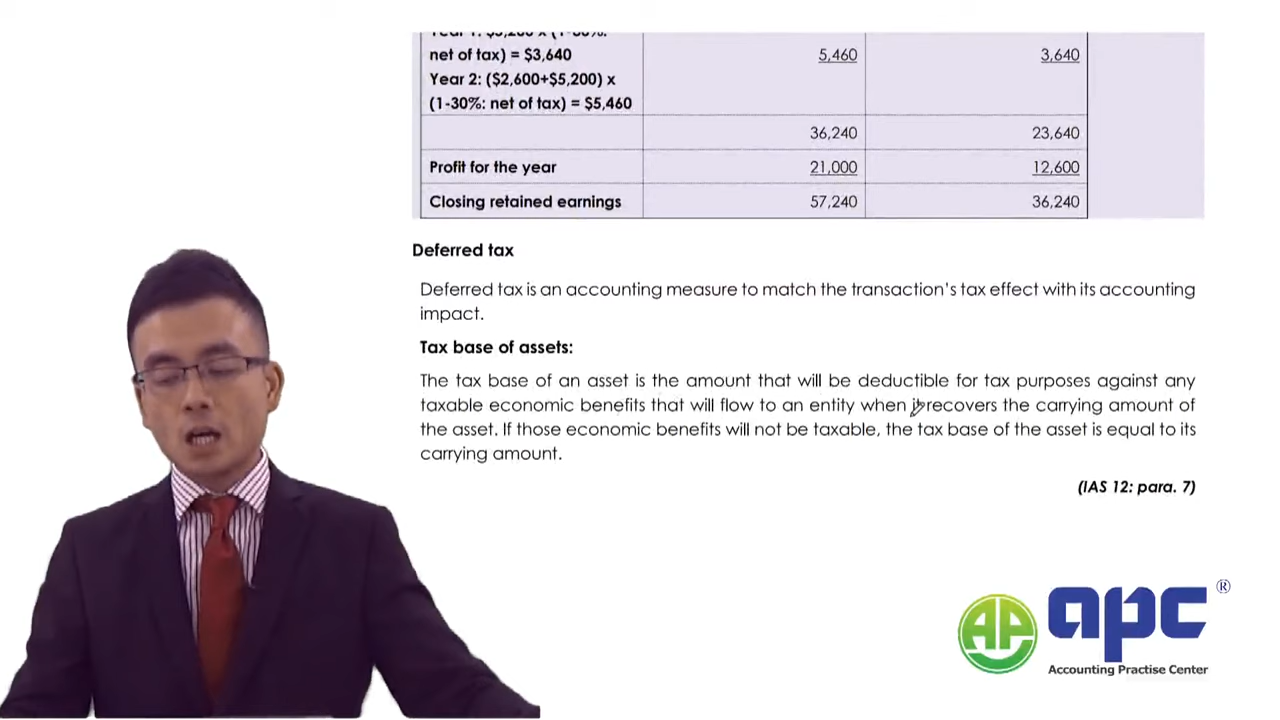 net of tax) = $3,640 5,460 3,640
Year 2: ($2,600+$5,200) x
(1-30%: net of tax) = $5,460
36,240 23,640
Profit for the year 21,000 12,600
Closing retained earnings 57,240 36,240
Deferred tax
Deferred tax is an accounting measure to match the transaction's tax effect with its accounting
impact.
Tax base of assets:
The tax base of an asset is the amount that will be deductible for tax purposes against any
taxable economic benefits that will flow to an entity when it recovers the carrying amount of
the asset. If those economic benefits will not be taxable, the tax base of the asset is equal to its
carrying amount.
(IAS 12: para. 7)
AP
apc®
Accounting Practise Center